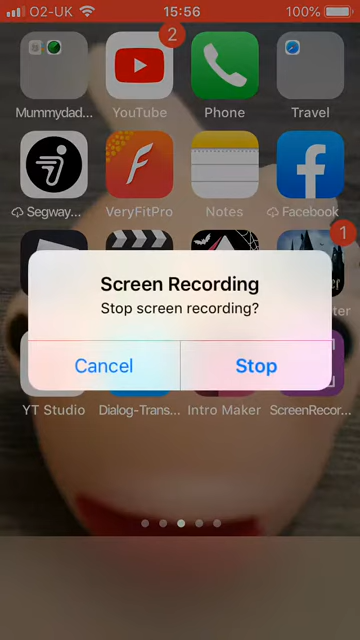 O2-UK 15:56 100%
2
Mummydad... YouTube Phone Travel
Segway... VeryFitPro Notes Facebook
1
Screen Recording
Stop screen recording?
Cancel Stop
YT Studio Dialog-Trans... Intro Maker ScreenRecor...